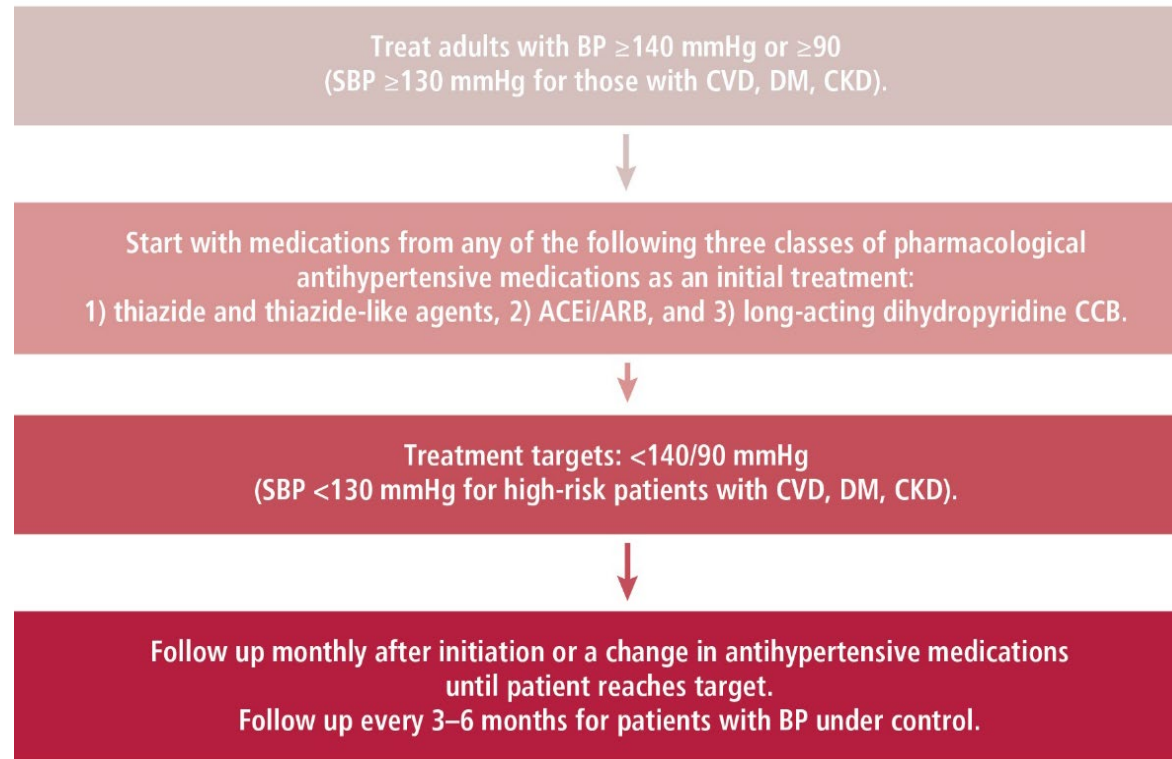 Treat adults with BP ≥140 mmHg or ≥90
(SBP ≥130 mmHg for those with CVD, DM, CKD).
Start with medications from any of the following three classes of pharmacological
antihypertensive medications as an initial treatment:
1) thiazide and thiazide-like agents, 2) ACEi/ARB, and 3) long-acting dihydropyridine CCB.
Treatment targets: <140/90 mmHg
(SBP <130 mmHg for high-risk patients with CVD, DM, CKD).
Follow up monthly after initiation or a change in antihypertensive medications
until patient reaches target.
Follow up every 3–6 months for patients with BP under control.